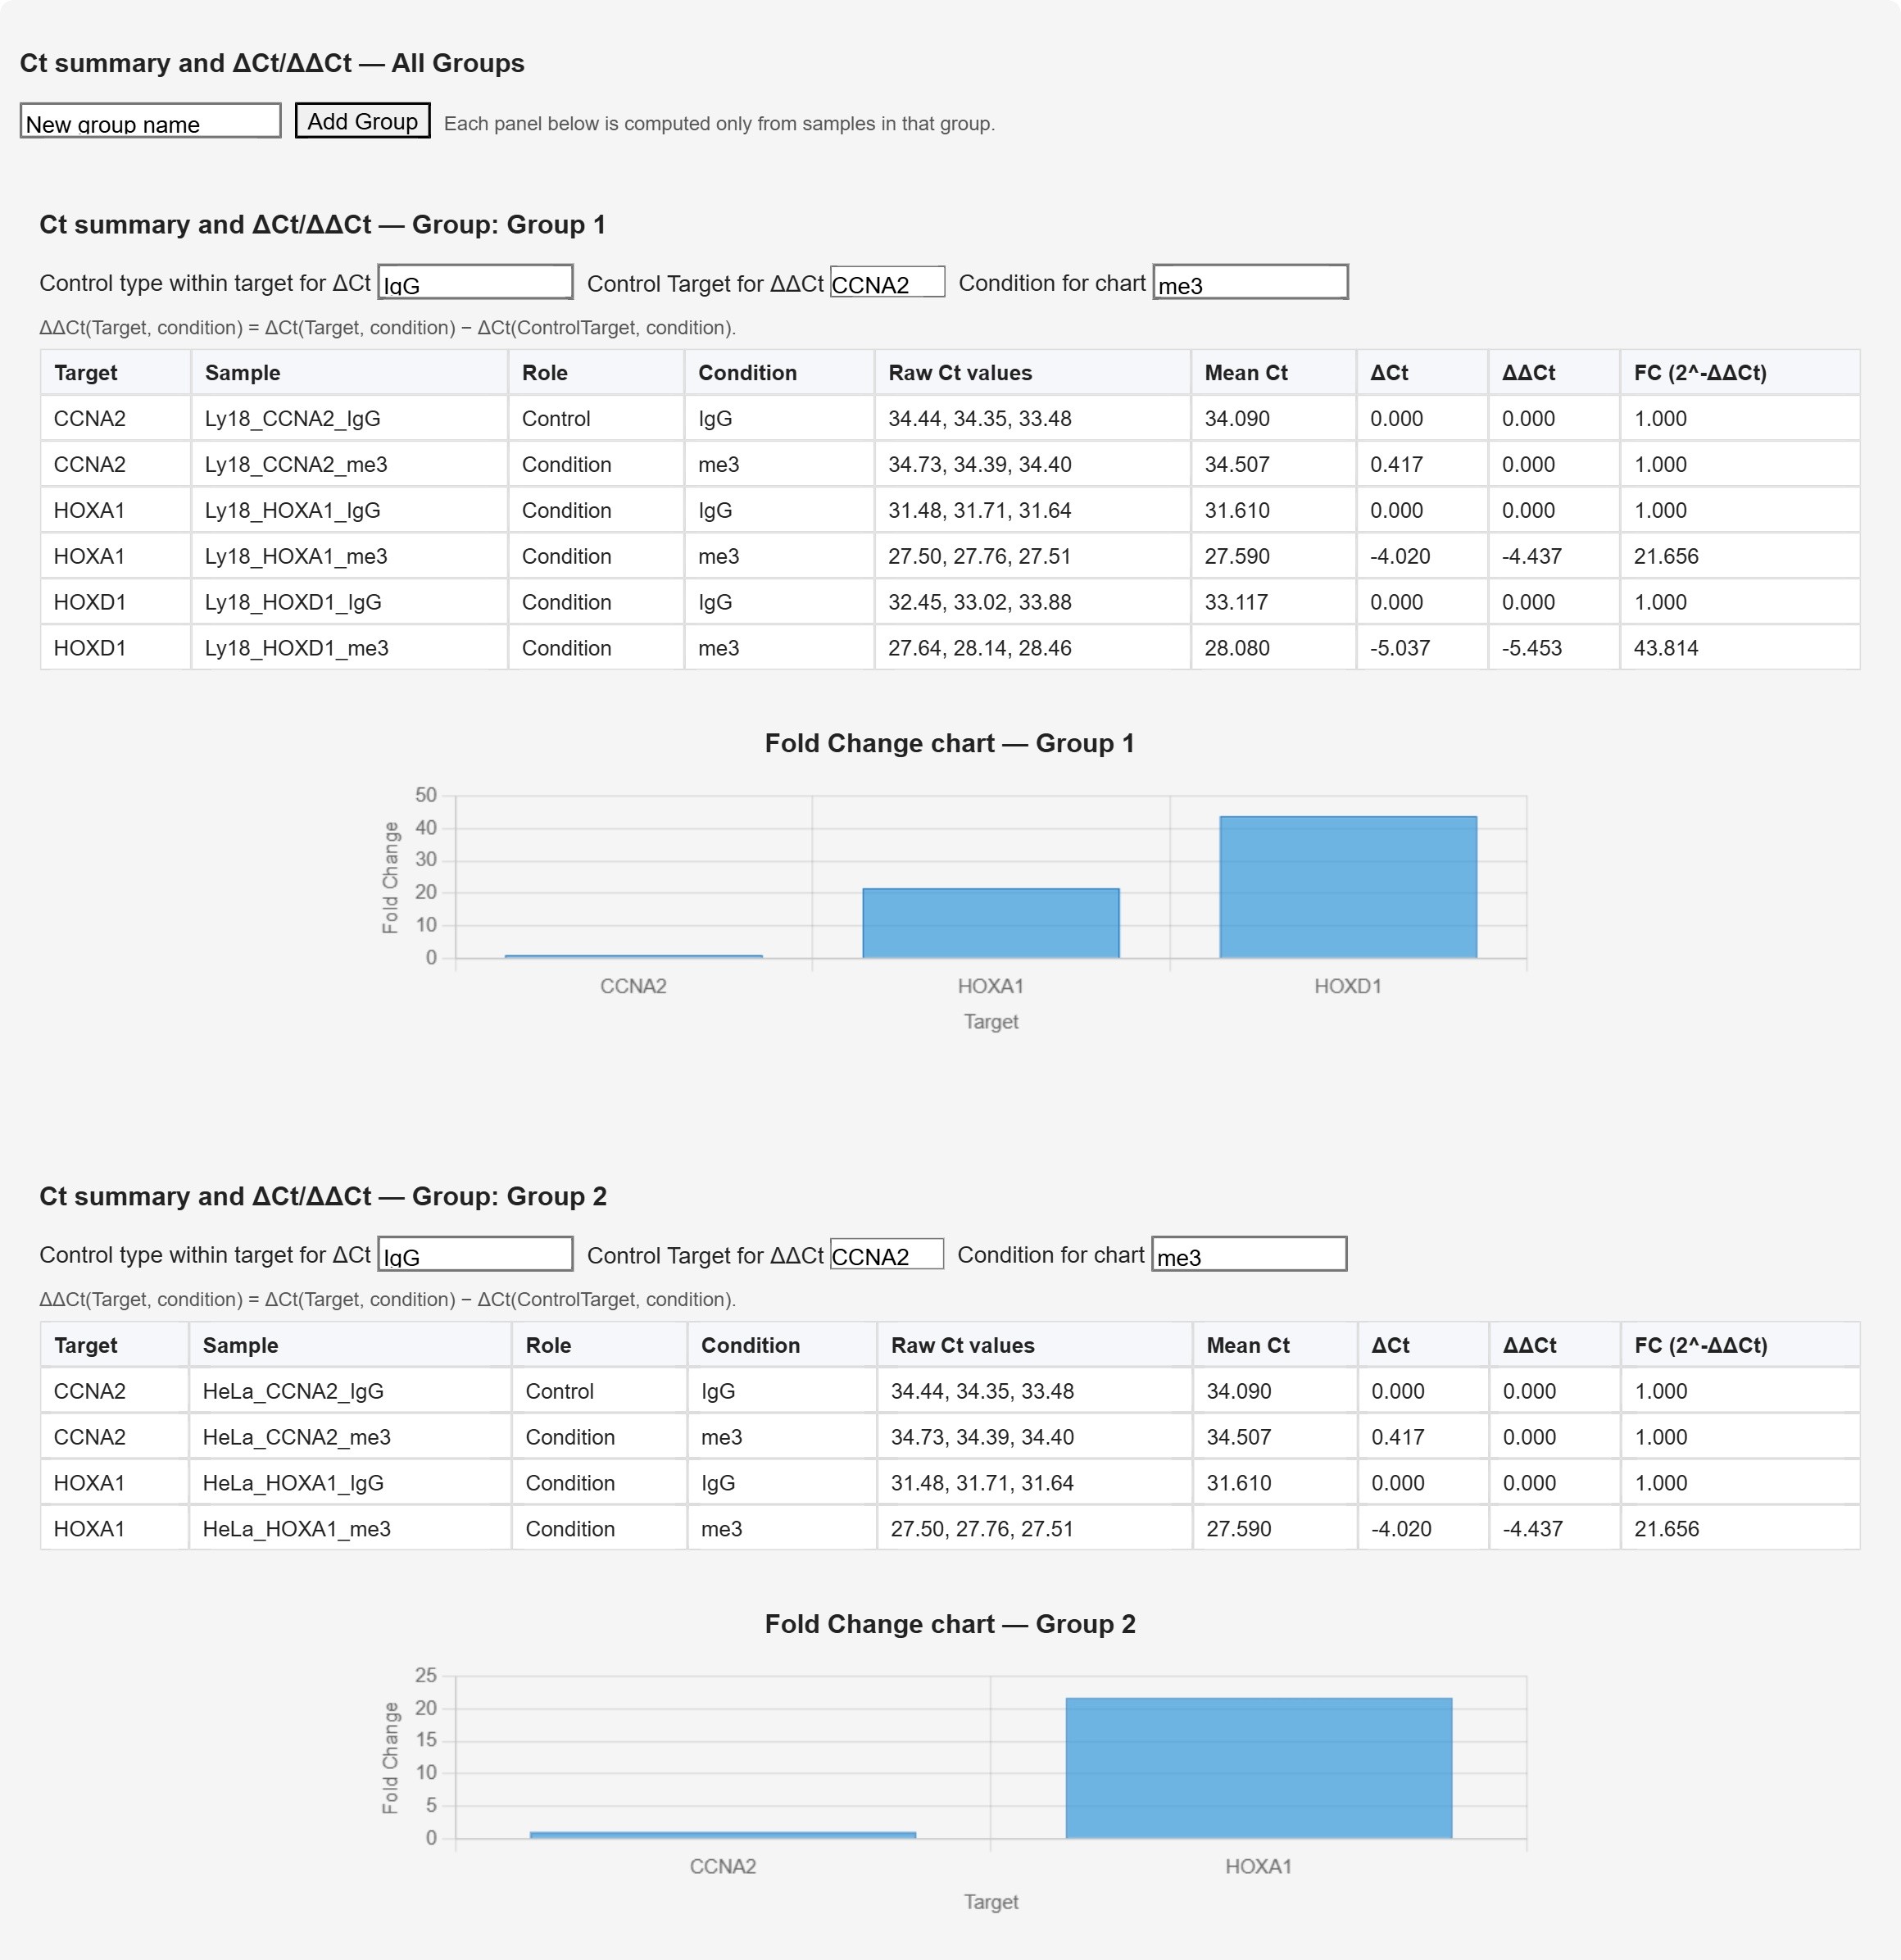 Ct summary and ΔCt/ΔΔCt — All Groups
New group name Add Group Each panel below is computed only from samples in that group.
Ct summary and ΔCt/ΔΔCt — Group: Group 1
Control type within target for ΔCt IgG Control Target for ΔΔCt CCNA2 Condition for chart me3
ΔΔCt(Target, condition) = ΔCt(Target, condition) − ΔCt(ControlTarget, condition).
Target Sample Role Condition Raw Ct values Mean Ct ΔCt ΔΔCt FC (2^-ΔΔCt)
CCNA2 Ly18_CCNA2_IgG Control IgG 34.44, 34.35, 33.48 34.090 0.000 0.000 1.000
CCNA2 Ly18_CCNA2_me3 Condition me3 34.73, 34.39, 34.40 34.507 0.417 0.000 1.000
HOXA1 Ly18_HOXA1_IgG Condition IgG 31.48, 31.71, 31.64 31.610 0.000 0.000 1.000
HOXA1 Ly18_HOXA1_me3 Condition me3 27.50, 27.76, 27.51 27.590 -4.020 -4.437 21.656
HOXD1 Ly18_HOXD1_IgG Condition IgG 32.45, 33.02, 33.88 33.117 0.000 0.000 1.000
HOXD1 Ly18_HOXD1_me3 Condition me3 27.64, 28.14, 28.46 28.080 -5.037 -5.453 43.814
Fold Change chart — Group 1
50
40
30
20
10
0
Fold Change
CCNA2 HOXA1 HOXD1
Target
Ct summary and ΔCt/ΔΔCt — Group: Group 2
Control type within target for ΔCt IgG Control Target for ΔΔCt CCNA2 Condition for chart me3
ΔΔCt(Target, condition) = ΔCt(Target, condition) − ΔCt(ControlTarget, condition).
Target Sample Role Condition Raw Ct values Mean Ct ΔCt ΔΔCt FC (2^-ΔΔCt)
CCNA2 HeLa_CCNA2_IgG Control IgG 34.44, 34.35, 33.48 34.090 0.000 0.000 1.000
CCNA2 HeLa_CCNA2_me3 Condition me3 34.73, 34.39, 34.40 34.507 0.417 0.000 1.000
HOXA1 HeLa_HOXA1_IgG Condition IgG 31.48, 31.71, 31.64 31.610 0.000 0.000 1.000
HOXA1 HeLa_HOXA1_me3 Condition me3 27.50, 27.76, 27.51 27.590 -4.020 -4.437 21.656
Fold Change chart — Group 2
25
20
15
10
5
0
Fold Change
CCNA2 HOXA1
Target